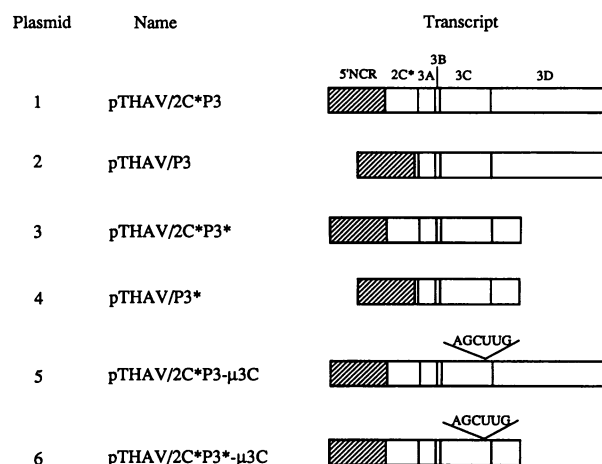 Plasmid Name Transcript
3B
5'NCR 2C* 3A 3C 3D
1 pTHAV/2C*P3
2 pTHAV/P3
3 pTHAV/2C*P3*
4 pTHAV/P3*
AGCUUG
5 pTHAV/2C*P3-μ3C
AGCUUG
6 pTHAV/2C*P3*-μ3C